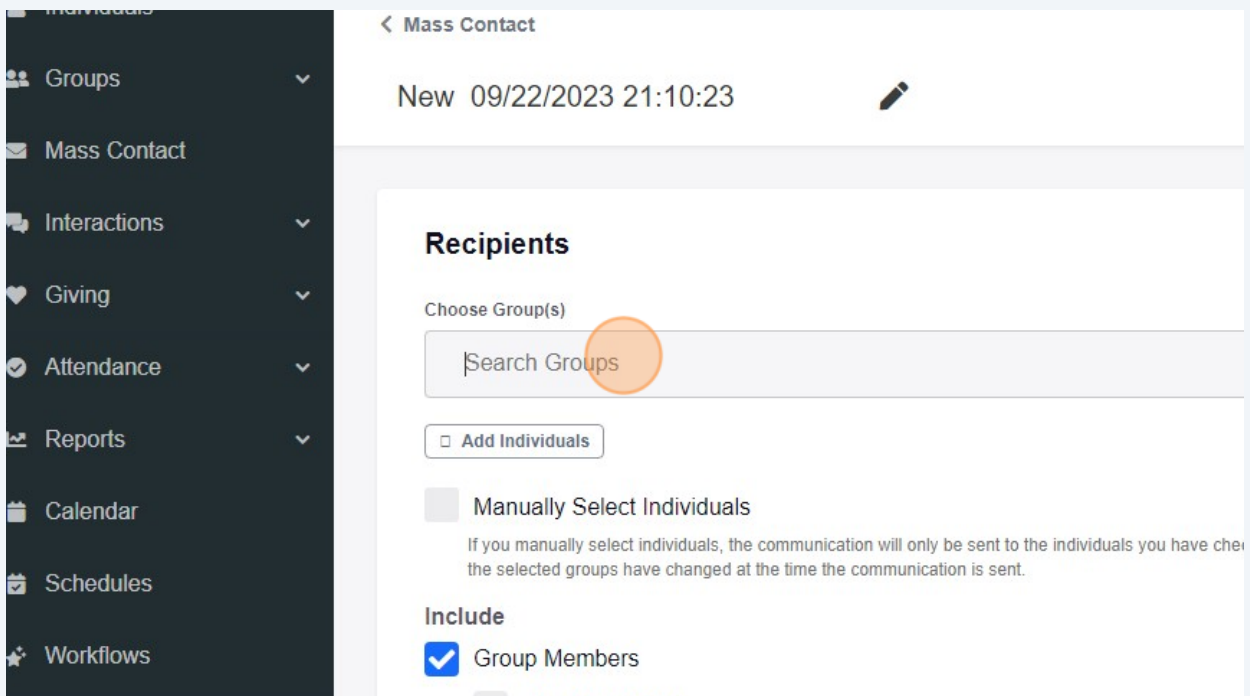 Groups
Mass Contact
Interactions
Giving
Attendance
Reports
Calendar
Schedules
Workflows
Mass Contact
New 09/22/2023 21:10:23
Recipients
Choose Group(s)
Search Groups
Add Individuals
Manually Select Individuals
If you manually select individuals, the communication will only be sent to the individuals you have
the selected groups have changed at the time the communication is sent.
Include
Group Members